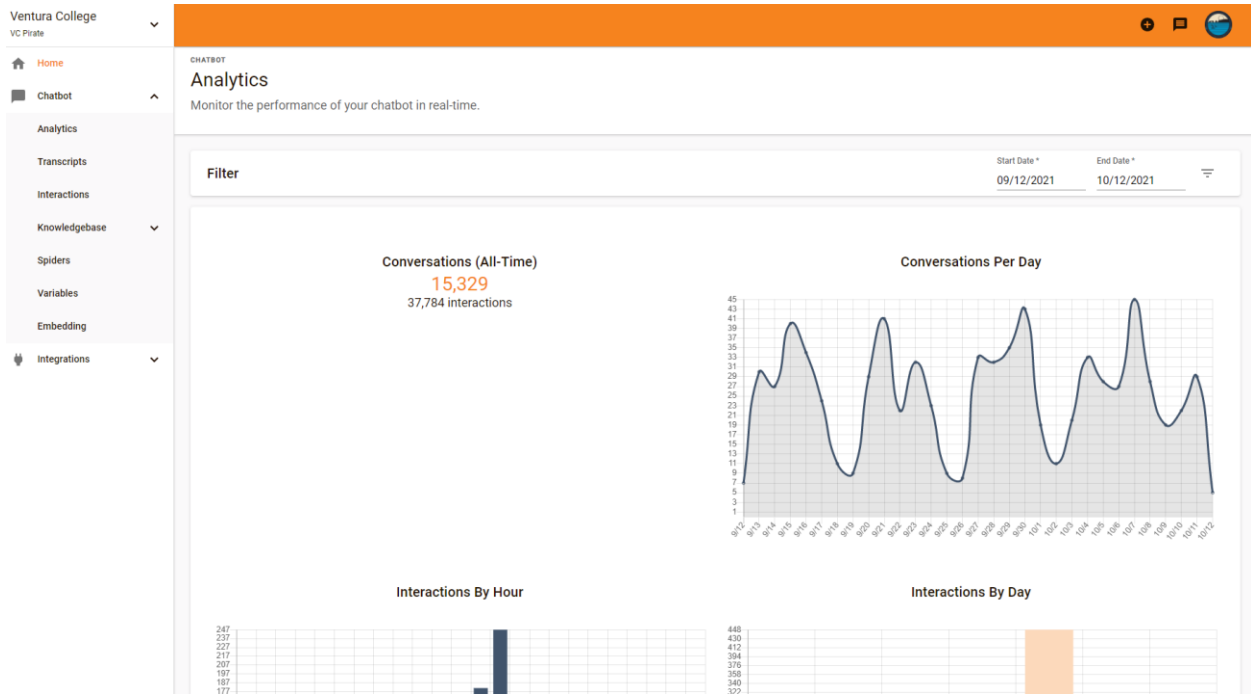 Ventura College
VC Pirate
Home
Chatbot
Analytics
Transcripts
Interactions
Knowledgebase
Spiders
Variables
Embedding
Integrations
CHATBOT
Analytics
Monitor the performance of your chatbot in real-time.
Filter
Start Date *
09/12/2021
End Date *
10/12/2021
Conversations (All-Time)
15,329
37,784 interactions
Conversations Per Day
45
43
41
39
37
35
33
31
29
27
25
23
21
19
17
15
13
11
9
7
5
3
1
9/12 9/13 9/14 9/15 9/16 9/17 9/18 9/19 9/20 9/21 9/22 9/23 9/24 9/25 9/26 9/27 9/28 9/29 9/30 10/1 10/2 10/3 10/4 10/5 10/6 10/7 10/8 10/9 10/10 10/11 10/12
Interactions By Hour
247
237
227
217
207
197
187
177
Interactions By Day
448
430
412
394
376
358
340
322